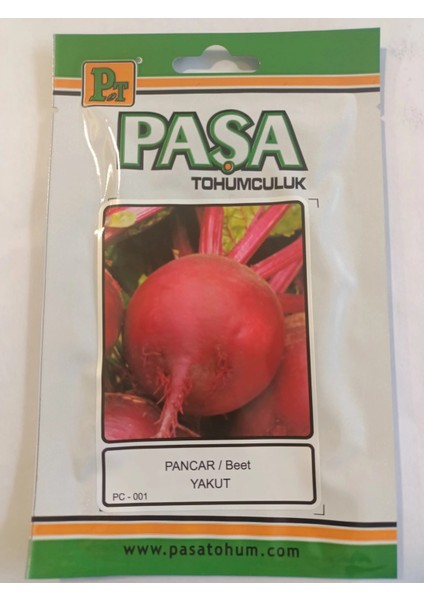 PT
PAŞA
TOHUMCULUK
PANCAR / Beet
YAKUT
PC - 001
www.pasatohum.com